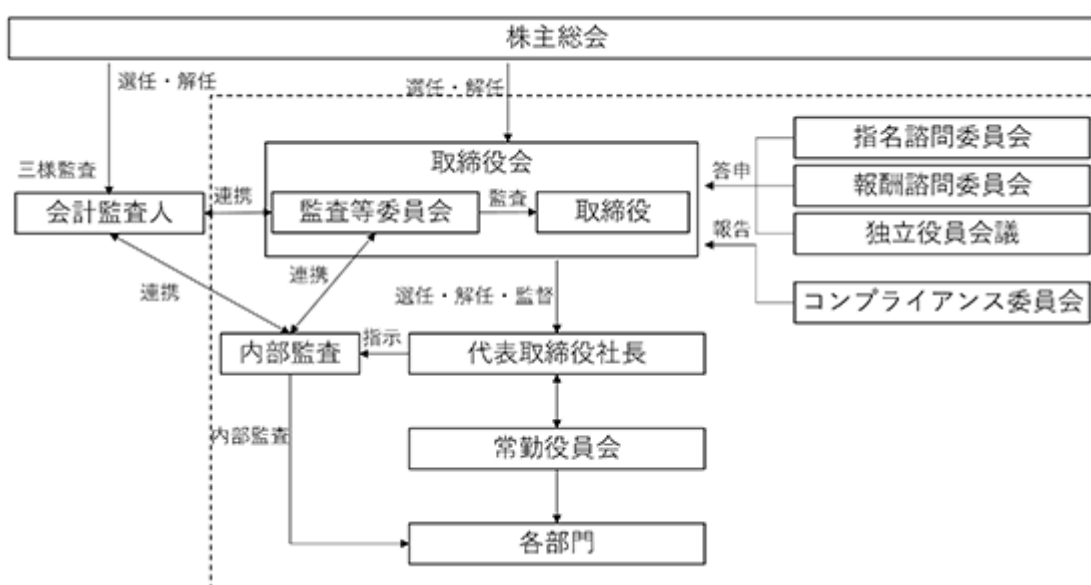 株主総会
選任・解任
選任・解任
取締役会
指名諮問委員会
三様監査
答申
報酬諮問委員会
会計監査人
連携
監査等委員会
監査
取締役
独立役員会議
報告
連携
連携
選任・解任・監督
コンプライアンス委員会
内部監査
指示
代表取締役社長
内部監査
常勤役員会
各部門